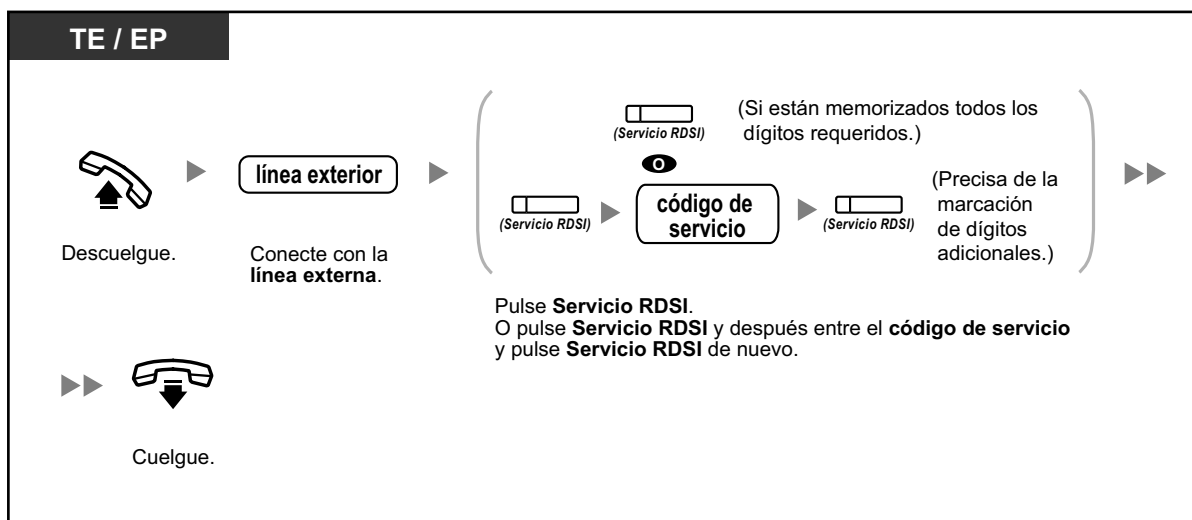 TE / EP
(Si están memorizados todos los
dígitos requeridos.)
(Servicio RDSI)
O
línea exterior
(Servicio RDSI)
código de
servicio
(Servicio RDSI)
(Precisa de la
marcación
de dígitos
adicionales.)
Descuelgue.
Conecte con la
línea externa.
Pulse Servicio RDSI.
O pulse Servicio RDSI y después entre el código de servicio
y pulse Servicio RDSI de nuevo.
Cuelgue.